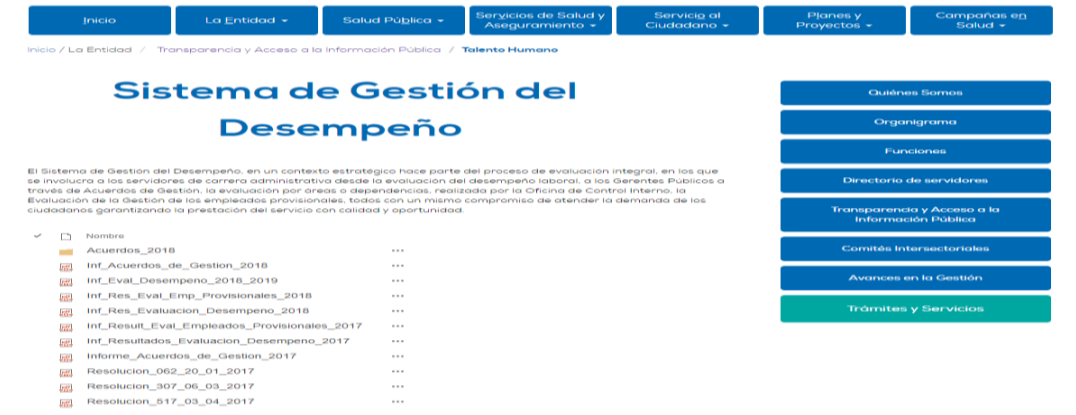 Inicio
La Entidad
Salud Pública
Servicios de Salud y
Aseguramiento
Servicio al
Ciudadano
Planes y
Proyectos
Campañas en
Salud
Inicio / La Entidad / Transparencia y Acceso a la Información Pública / Talento Humano
Sistema de Gestión del
Desempeño
El Sistema de Gestión del Desempeño, en un contexto estratégico hace parte del proceso de evaluación integral, en los que
se involucra a los servidores de carrera administrativa desde la evaluación del desempeño laboral, a los Gerentes Públicos a
través de Acuerdos de Gestión, la evaluación por áreas o dependencias, realizada por la Oficina de Control Interno, la
Evaluación de la Gestión de los empleados provisionales, todos con un mismo compromiso de atender la demanda de los
ciudadanos garantizando la prestación del servicio con calidad y oportunidad.
Nombre
Acuerdos_2018
Inf_Acuerdos_de_Gestion_2018
Inf_Eval_Desempeno_2018_2019
Inf_Res_Eval_Emp_Provisionales_2018
Inf_Res_Evaluacion_Desempeno_2018
Inf_Result_Eval_Empleados_Provisionales_2017
Inf_Resultados_Evaluacion_Desempeno_2017
Informe_Acuerdos_de_Gestion_2017
Resolucion_062_20_01_2017
Resolucion_307_06_03_2017
Resolucion_517_03_04_2017
Quiénes Somos
Organigrama
Funciones
Directorio de servidores
Transparencia y Acceso a la
Información Pública
Comités Intersectoriales
Avances en la Gestión
Trámites y Servicios